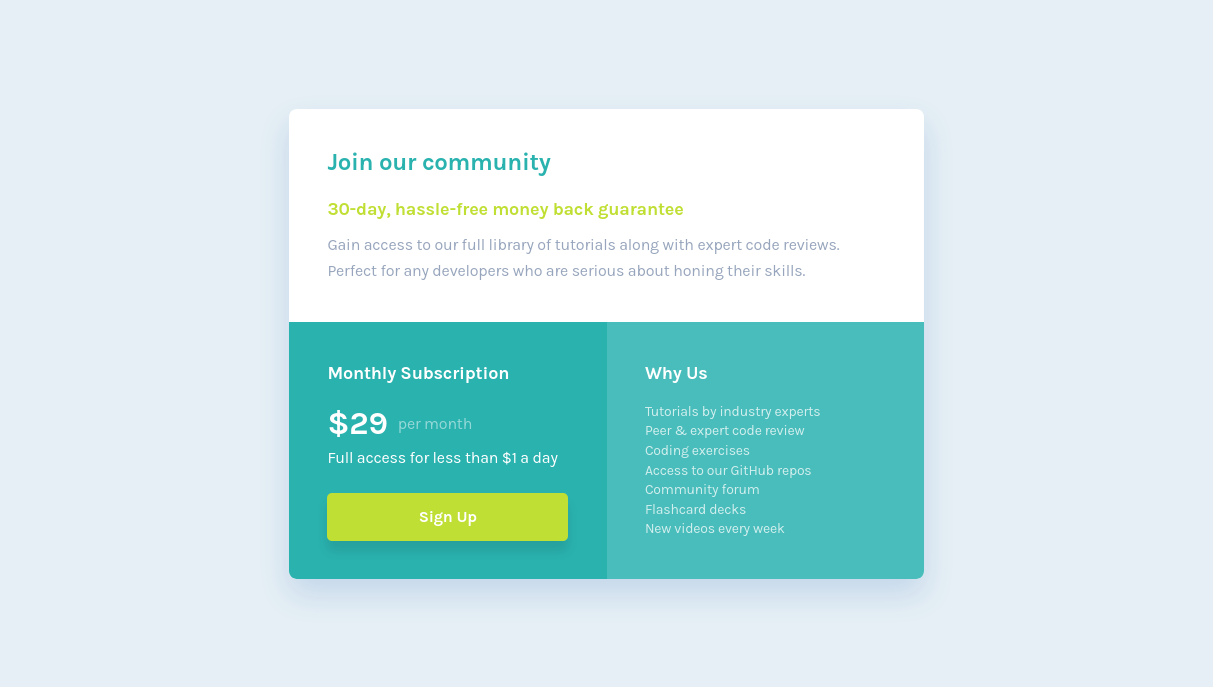 Join our community
30-day, hassle-free money back guarantee
Gain access to our full library of tutorials along with expert code reviews.
Perfect for any developers who are serious about honing their skills.
Monthly Subscription
$29 per month
Full access for less than $1 a day
Sign Up
Why Us
Tutorials by industry experts
Peer & expert code review
Coding exercises
Access to our GitHub repos
Community forum
Flashcard decks
New videos every week